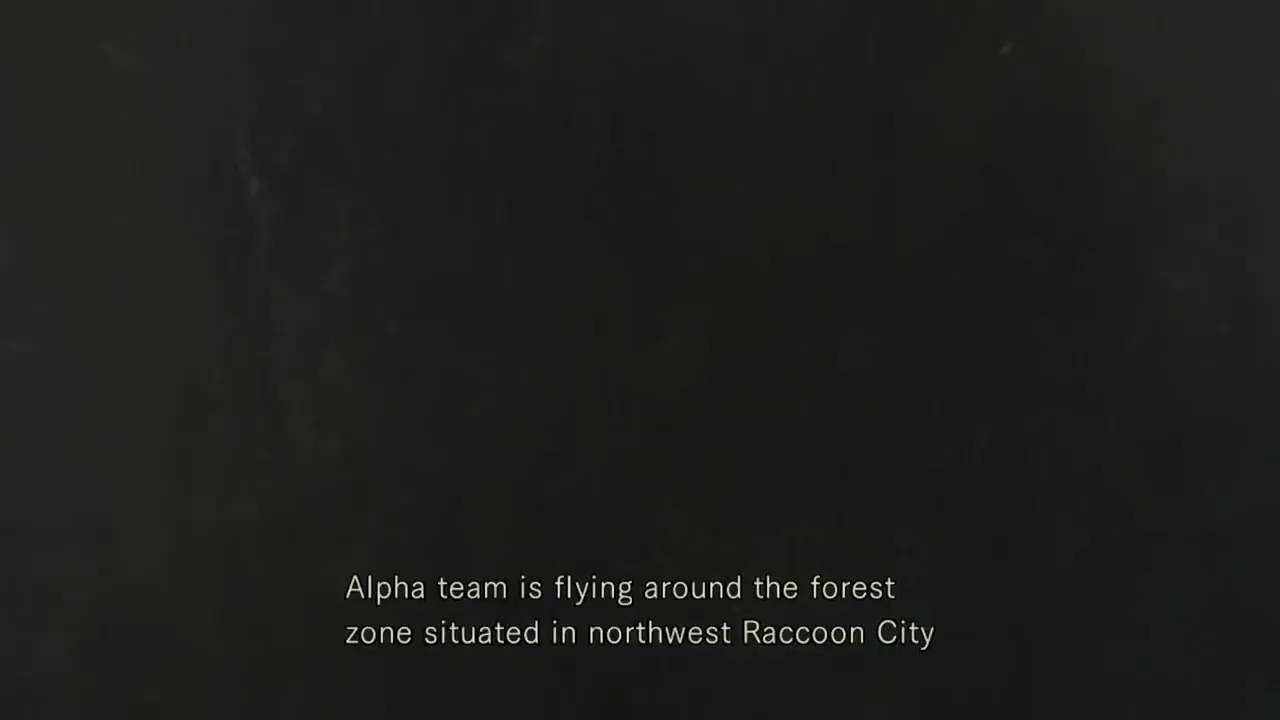 Alpha team is flying around the forest
zone situated in northwest Raccoon City